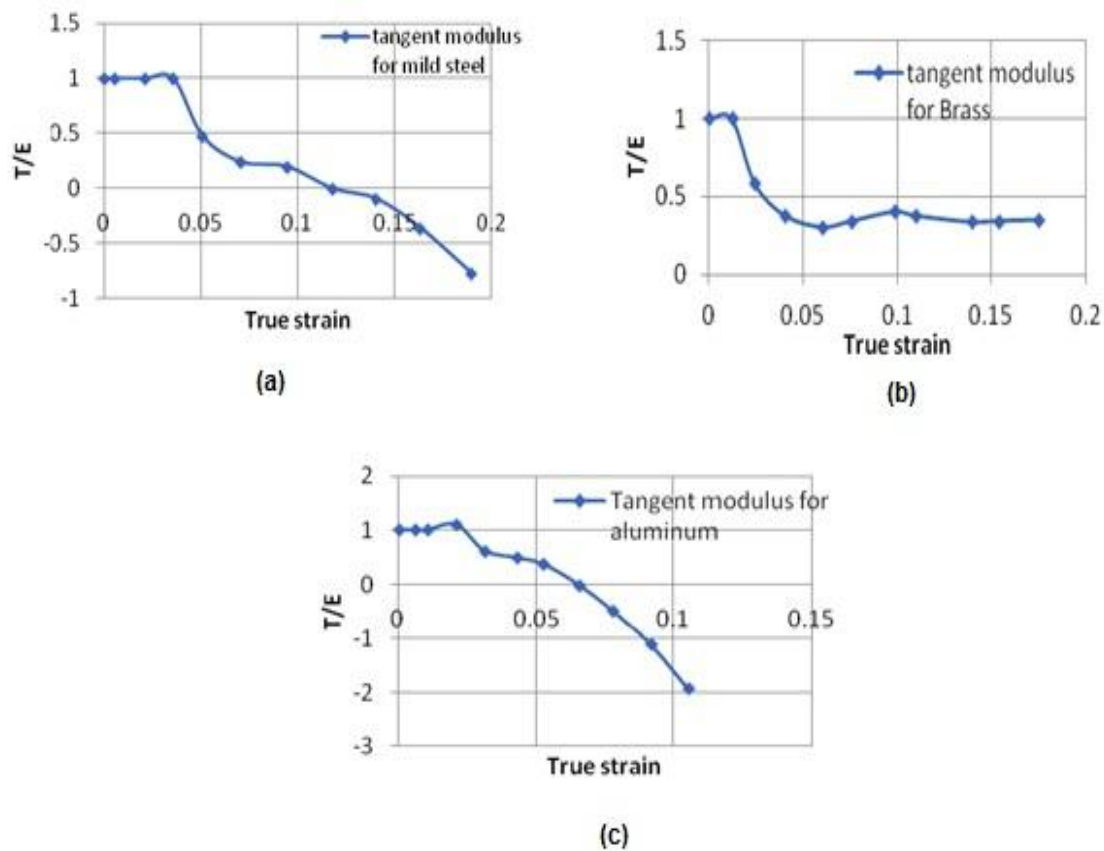 1.5
tangent modulus
for mild steel
1
0.5
0
-0.5
-1
T/E
0 0.05 0.1 0.15 0.2
True strain
(a)
1.5
tangent modulus
for Brass
1
0.5
0
T/E
0 0.05 0.1 0.15 0.2
True strain
(b)
2
Tangent modulus for
aluminum
1
0
-1
-2
-3
T/E
0 0.05 0.1 0.15
True strain
(c)